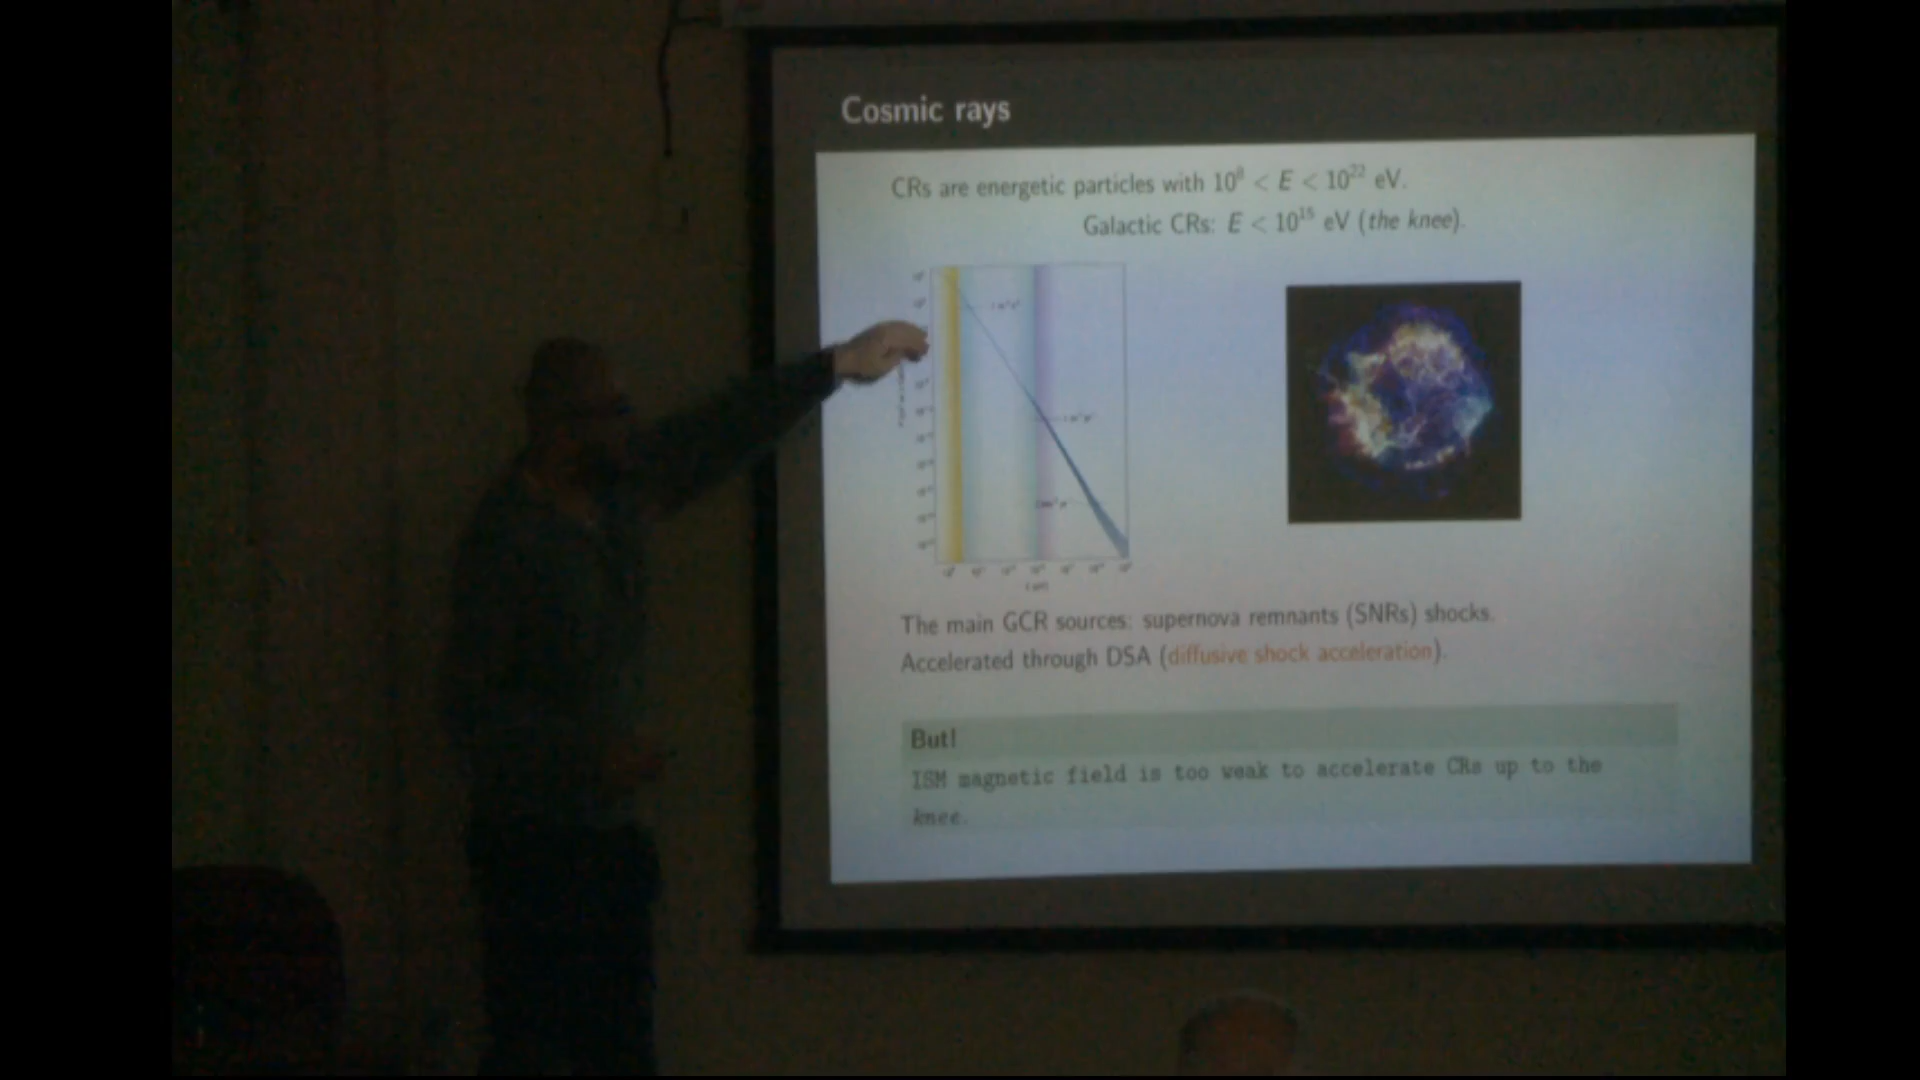 Cosmic rays
CRs are energetic particles with 10⁸ < E < 10²² eV.
Galactic CRs: E < 10¹⁵ eV (the knee).
The main GCR sources: supernova remnants (SNRs) shocks.
Accelerated through DSA (diffusive shock acceleration).
But!
ISM magnetic field is too weak to accelerate CRs up to the
knee.